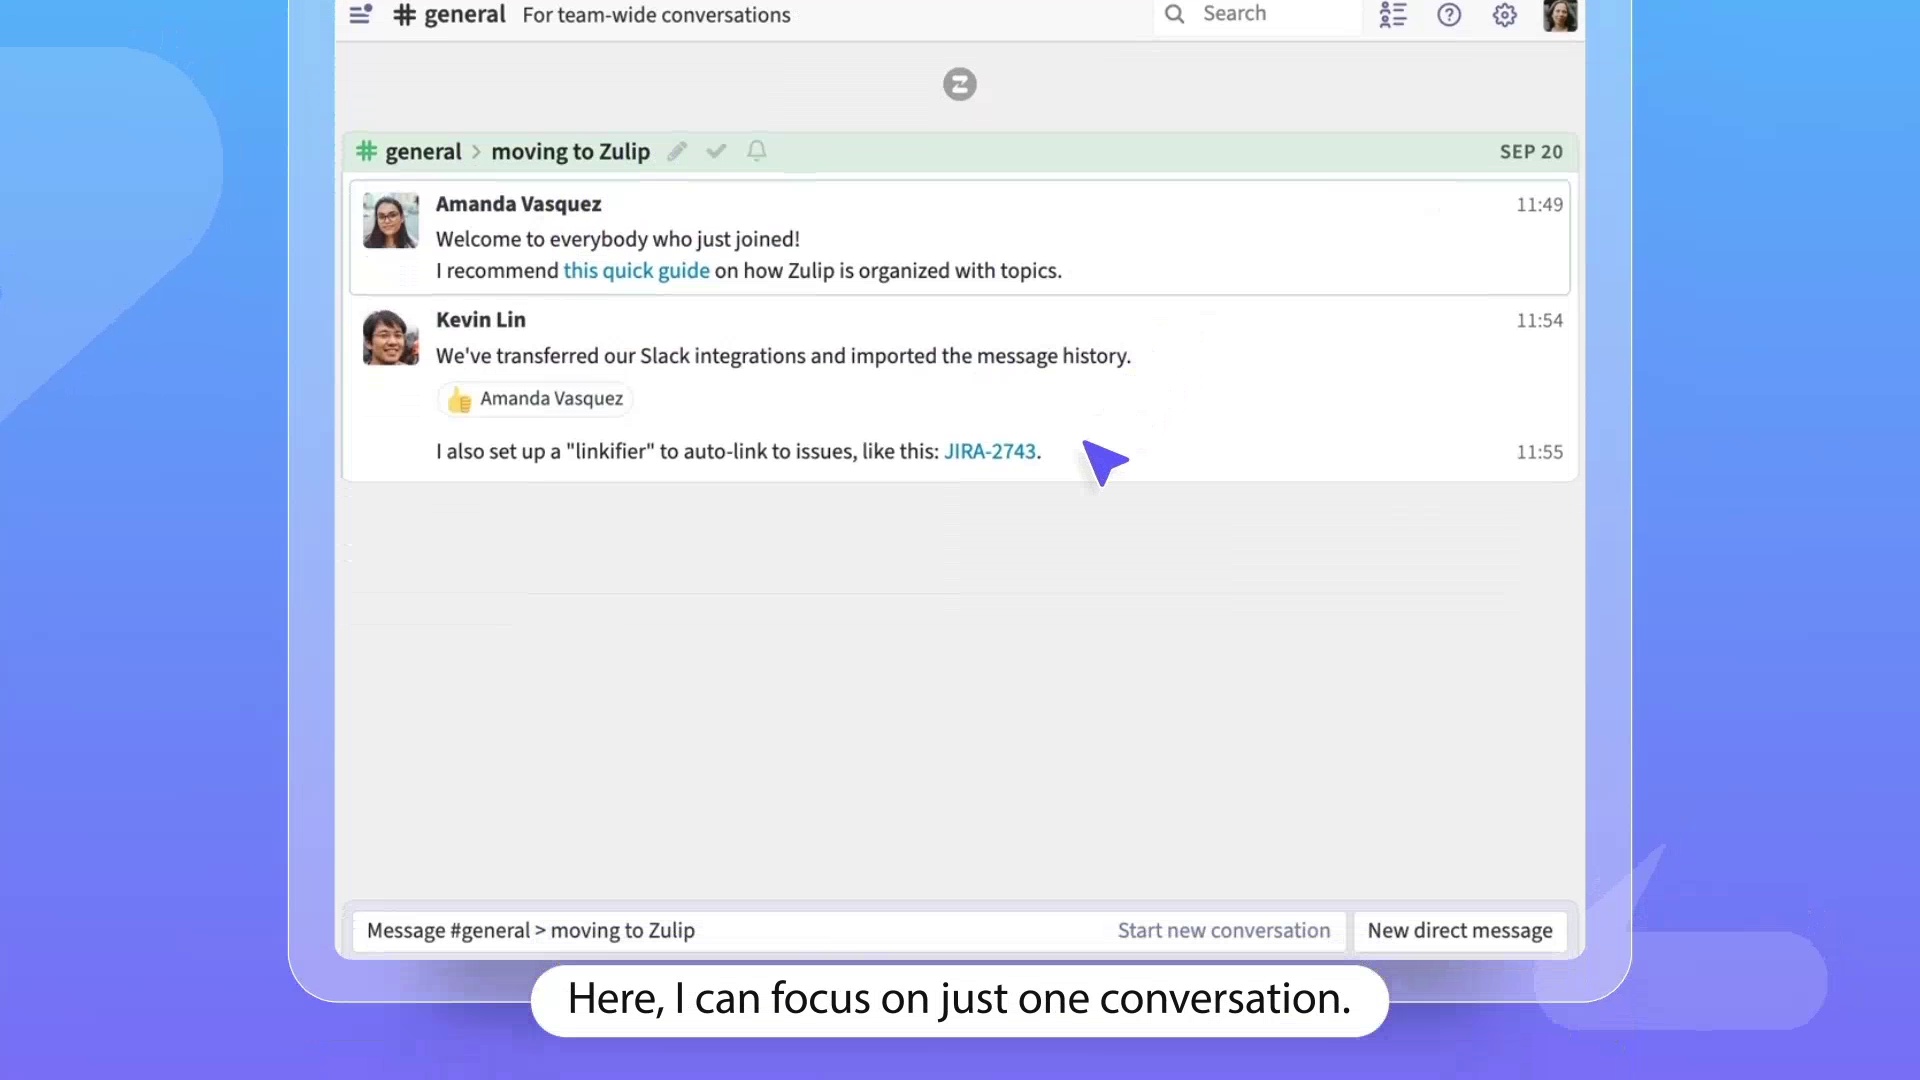 # general For team-wide conversations
Search
# general > moving to Zulip
SEP 20
Amanda Vasquez
11:49
Welcome to everybody who just joined!
I recommend this quick guide on how Zulip is organized with topics.
Kevin Lin
11:54
We've transferred our Slack integrations and imported the message history.
Amanda Vasquez
I also set up a "linkifier" to auto-link to issues, like this: JIRA-2743.
11:55
Message #general > moving to Zulip
Start new conversation
New direct message
Here, I can focus on just one conversation.